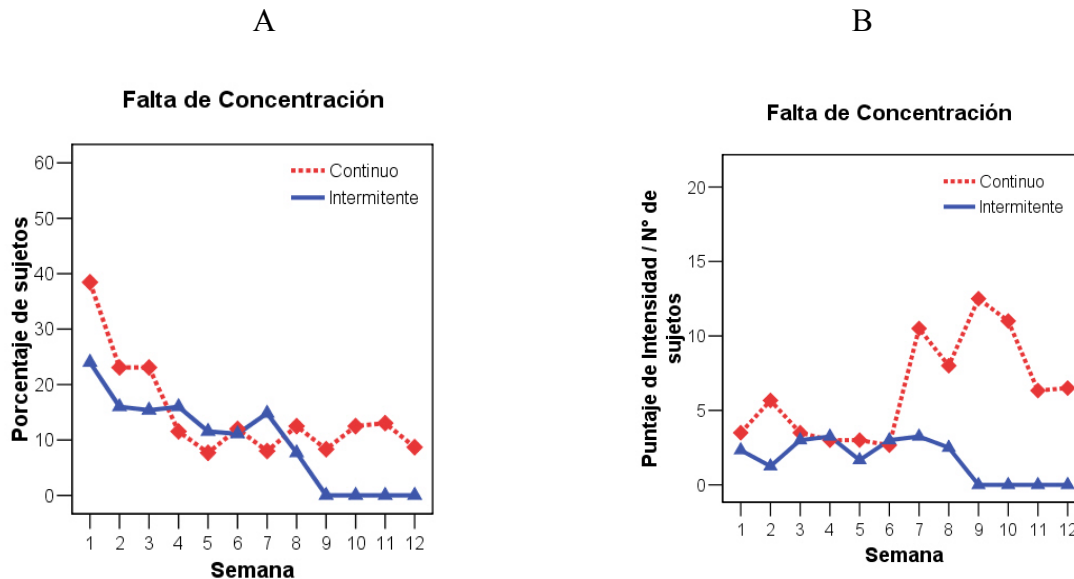 A
Falta de Concentración
Porcentaje de sujetos
60
50
40
30
20
10
0
Continuo
Intermitente
1 2 3 4 5 6 7 8 9 10 11 12
Semana
B
Falta de Concentración
Puntaje de Intensidad / N° de
sujetos
20
15
10
5
0
Continuo
Intermitente
1 2 3 4 5 6 7 8 9 10 11 12
Semana